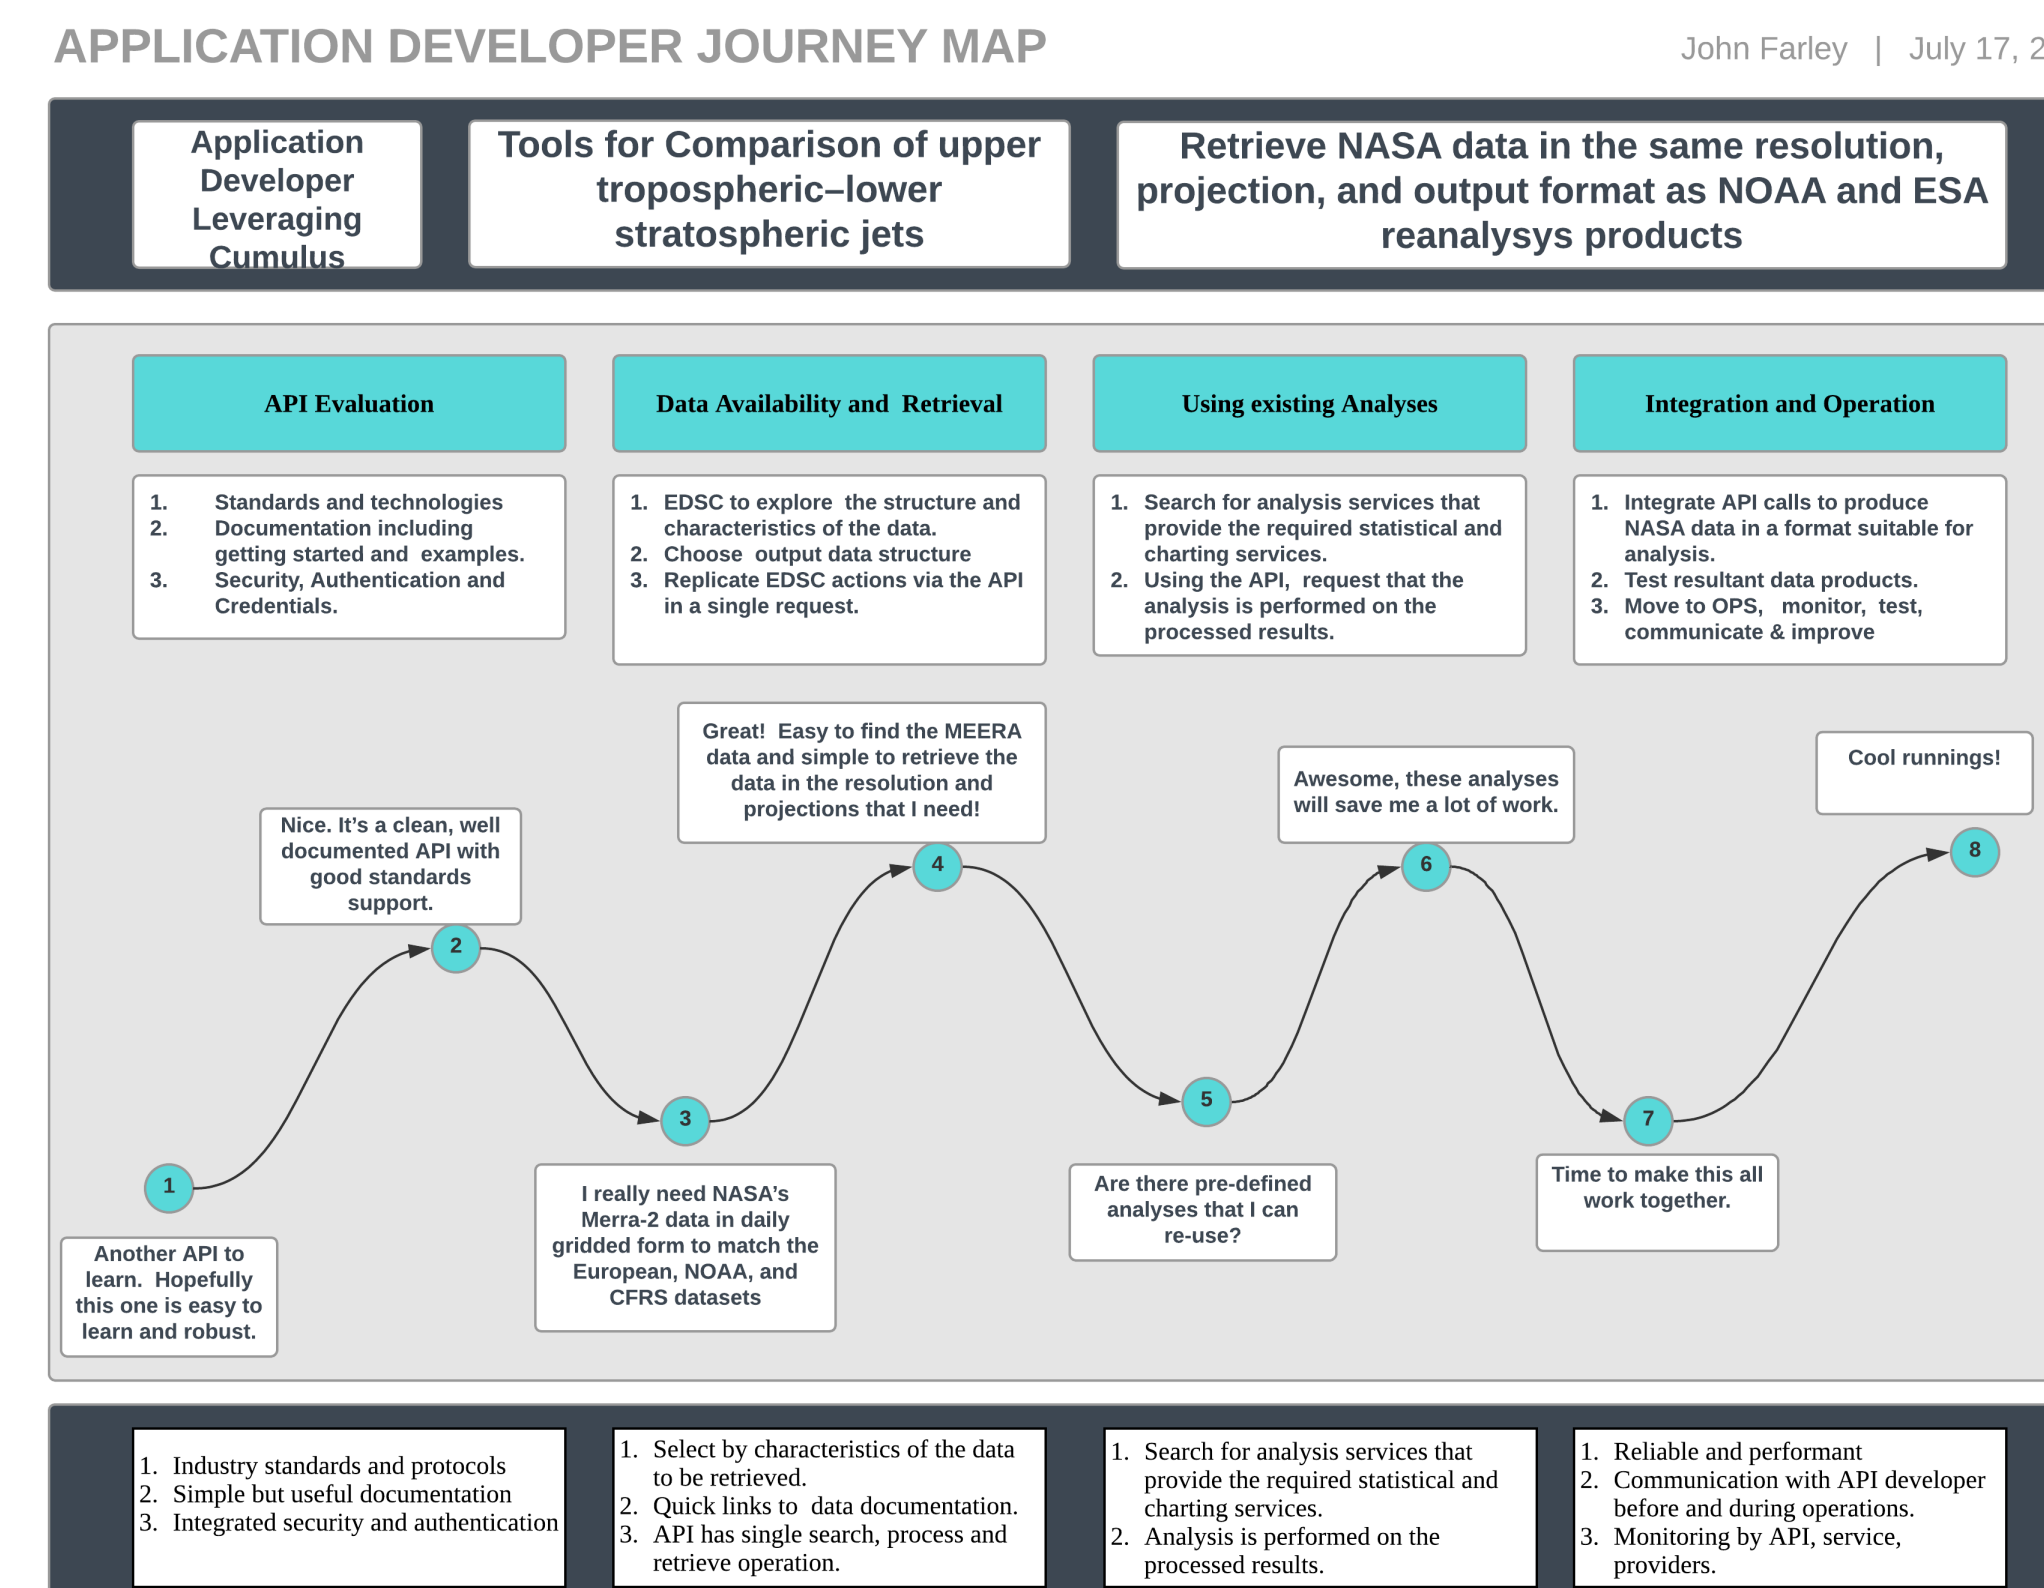 APPLICATION DEVELOPER JOURNEY MAP
John Farley | July 17, 2
Application
Developer
Leveraging
Cumulus
Tools for Comparison of upper
tropospheric–lower
stratospheric jets
Retrieve NASA data in the same resolution,
projection, and output format as NOAA and ESA
reanalysys products
API Evaluation
Data Availability and Retrieval
Using existing Analyses
Integration and Operation
1. Standards and technologies
2. Documentation including
getting started and examples.
3. Security, Authentication and
Credentials.
1. EDSC to explore the structure and
characteristics of the data.
2. Choose output data structure
3. Replicate EDSC actions via the API
in a single request.
1. Search for analysis services that
provide the required statistical and
charting services.
2. Using the API, request that the
analysis is performed on the
processed results.
1. Integrate API calls to produce
NASA data in a format suitable for
analysis.
2. Test resultant data products.
3. Move to OPS, monitor, test,
communicate & improve
1
Another API to
learn. Hopefully
this one is easy to
learn and robust.
Nice. It’s a clean, well
documented API with
good standards
support.
2
3
I really need NASA’s
Merra-2 data in daily
gridded form to match the
European, NOAA, and
CFRS datasets
Great! Easy to find the MEERA
data and simple to retrieve the
data in the resolution and
projections that I need!
4
5
Are there pre-defined
analyses that I can
re-use?
Awesome, these analyses
will save me a lot of work.
6
7
Time to make this all
work together.
Cool runnings!
8
1. Industry standards and protocols
2. Simple but useful documentation
3. Integrated security and authentication
1. Select by characteristics of the data
to be retrieved.
2. Quick links to data documentation.
3. API has single search, process and
retrieve operation.
1. Search for analysis services that
provide the required statistical and
charting services.
2. Analysis is performed on the
processed results.
1. Reliable and performant
2. Communication with API developer
before and during operations.
3. Monitoring by API, service,
providers.